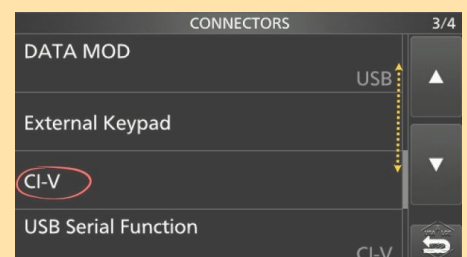 CONNECTORS 3/4
DATA MOD
USB
External Keypad
CI-V
USB Serial Function
CI-V